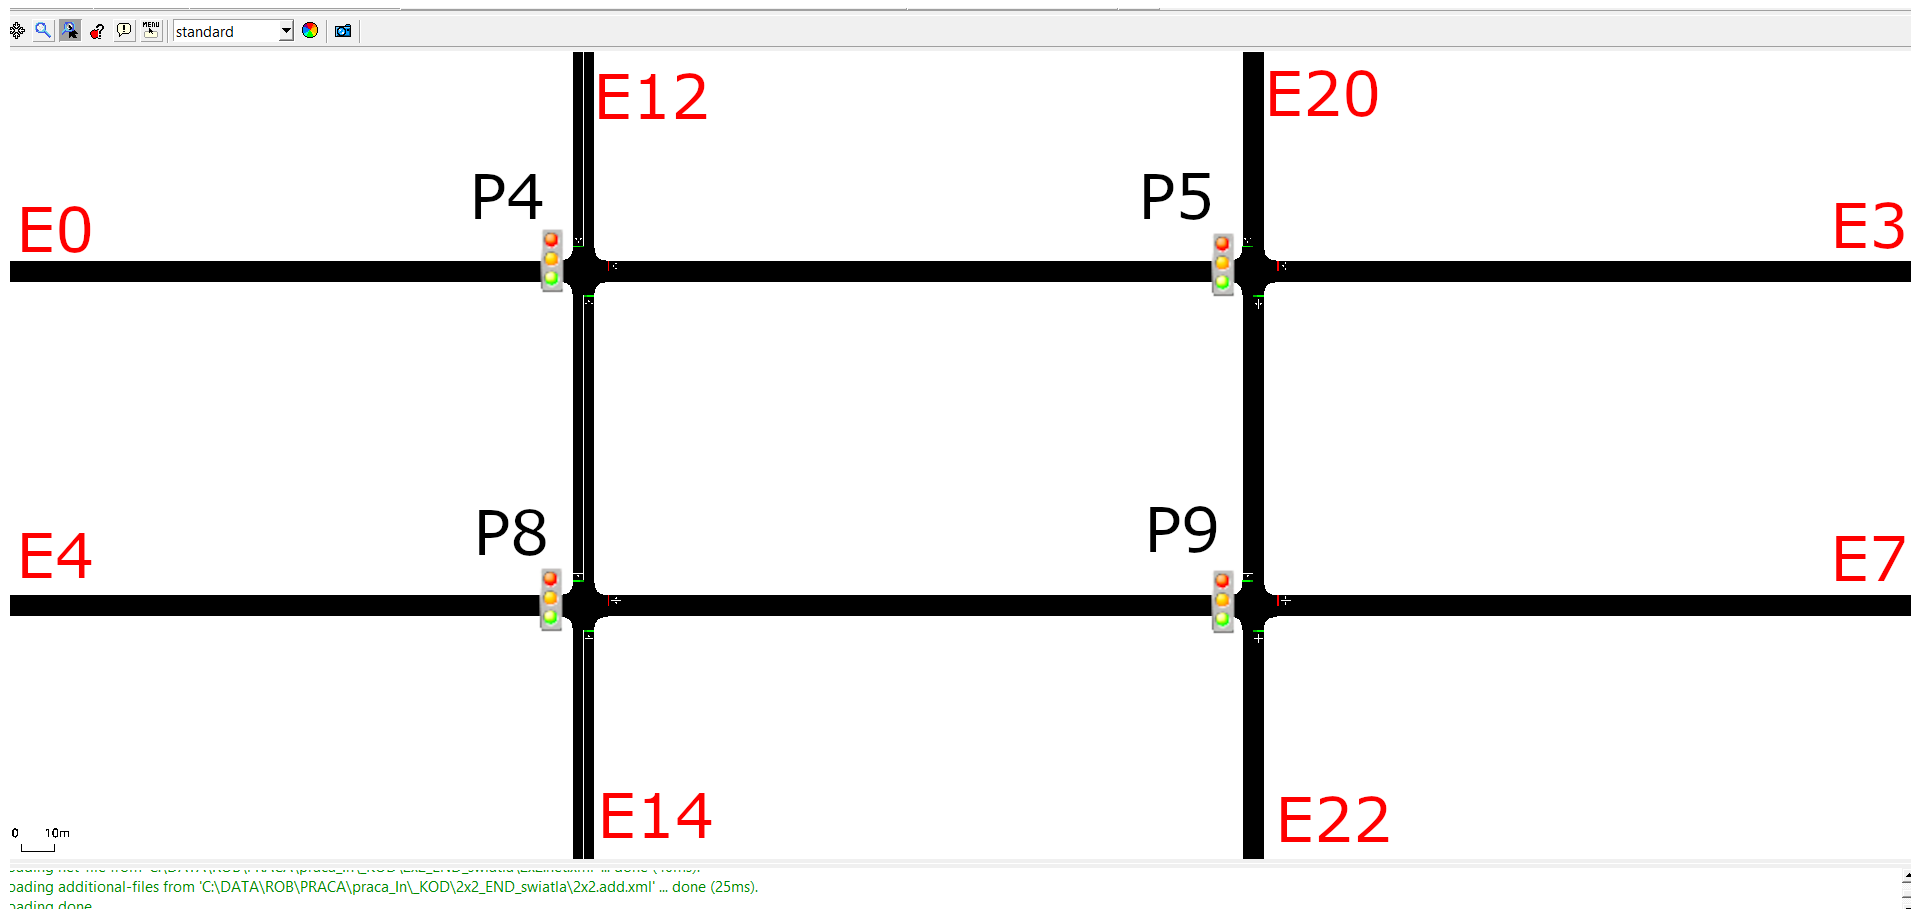 MENU
standard
E12
E20
P4
P5
E0
E3
P8
P9
E4
E7
E14
E22
0 10m
oading additional-files from 'C:\DATA\ROB\PRACA\praca_In\_KOD\2x2_END_swiatla\2x2.add.xml' ... done (25ms).
oading done